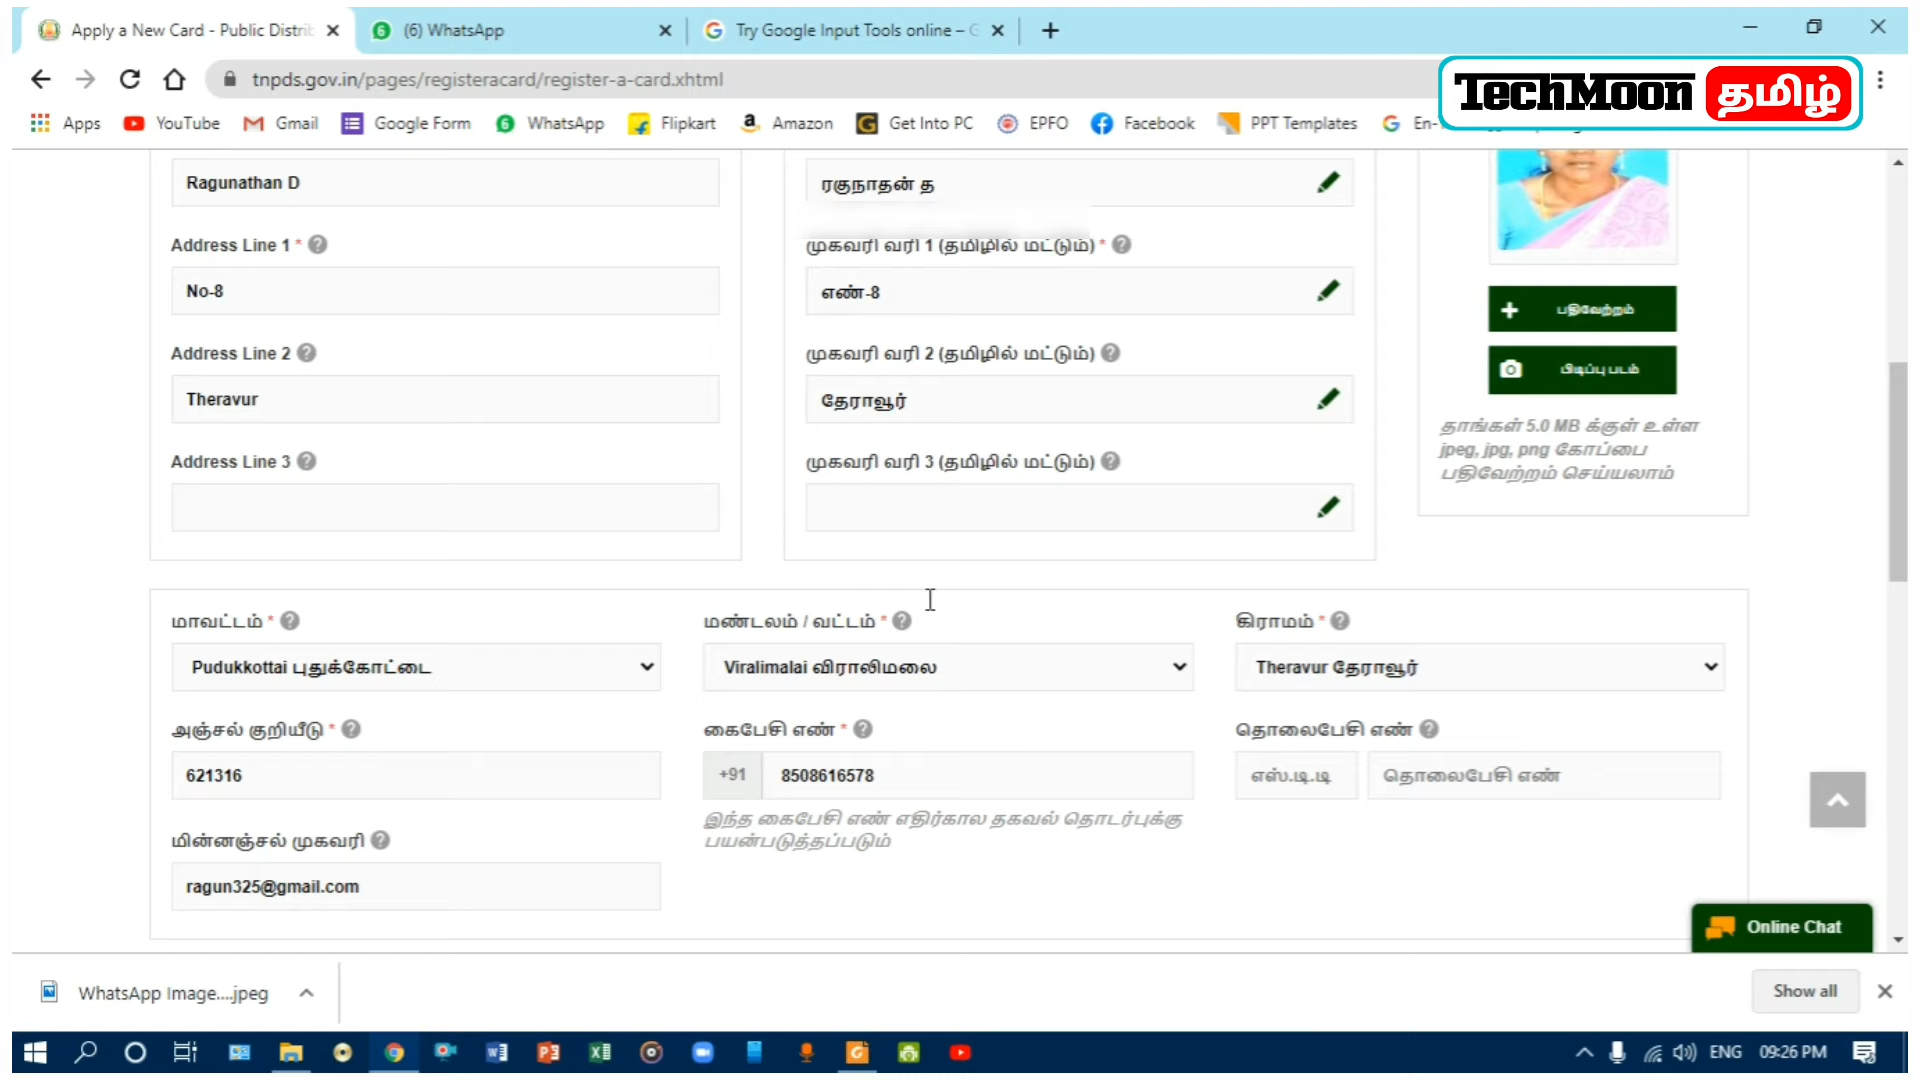 Apply a New Card - Public Distrib
(6) WhatsApp
Try Google Input Tools online – G
tnpds.gov.in/pages/registeracard/register-a-card.xhtml
TechMoon தமிழ்
Apps
YouTube
Gmail
Google Form
WhatsApp
Flipkart
Amazon
Get Into PC
EPFO
Facebook
PPT Templates
En-
Ragunathan D
ரகுநாதன் த
Address Line 1 *
முகவரி வரி 1 (தமிழில் மட்டும்) *
No-8
எண்-8
பதிவேற்றம்
Address Line 2
முகவரி வரி 2 (தமிழில் மட்டும்)
பிடிப்பு படம்
Theravur
தேராவூர்
தாங்கள் 5.0 MB க்குள் உள்ள
jpeg, jpg, png கோப்பை
பதிவேற்றம் செய்யலாம்
Address Line 3
முகவரி வரி 3 (தமிழில் மட்டும்)
மாவட்டம் *
மண்டலம் / வட்டம் *
கிராமம் *
Pudukkottai புதுக்கோட்டை
Viralimalai விராலிமலை
Theravur தேராவூர்
அஞ்சல் குறியீடு *
கைபேசி எண் *
தொலைபேசி எண்
621316
+91
8508616578
எஸ்.டி.டி
தொலைபேசி எண்
இந்த கைபேசி எண் எதிர்கால தகவல் தொடர்புக்கு
பயன்படுத்தப்படும்
மின்னஞ்சல் முகவரி
ragun325@gmail.com
Online Chat
WhatsApp Image....jpeg
Show all
ENG
09:26 PM